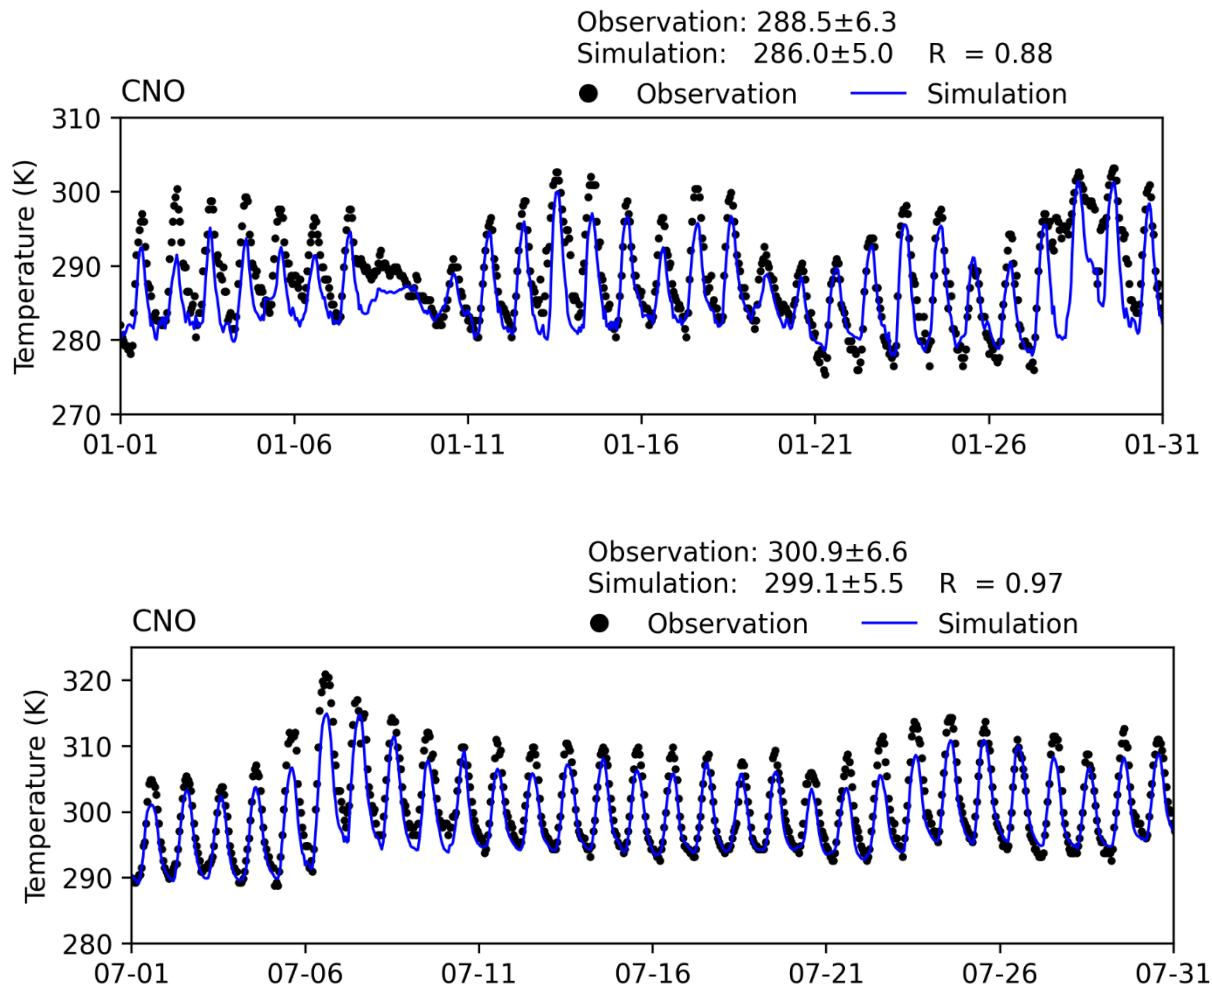 Observation: 288.5±6.3
Simulation: 286.0±5.0 R = 0.88
CNO
Observation Simulation
Temperature (K)
310
300
290
280
270
01-01 01-06 01-11 01-16 01-21 01-26 01-31
Observation: 300.9±6.6
Simulation: 299.1±5.5 R = 0.97
CNO
Observation Simulation
Temperature (K)
320
310
300
290
280
07-01 07-06 07-11 07-16 07-21 07-26 07-31